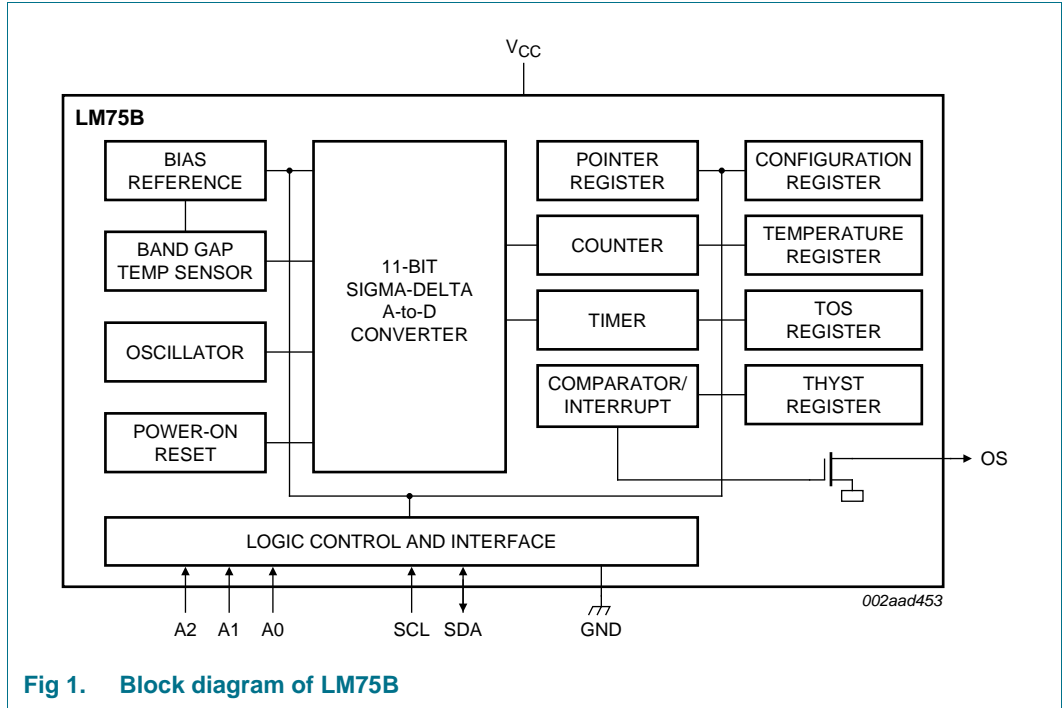 VCC
LM75B
BIAS
REFERENCE
BAND GAP
TEMP SENSOR
OSCILLATOR
POWER-ON
RESET
11-BIT
SIGMA-DELTA
A-to-D
CONVERTER
POINTER
REGISTER
COUNTER
TIMER
COMPARATOR/
INTERRUPT
CONFIGURATION
REGISTER
TEMPERATURE
REGISTER
TOS
REGISTER
THYST
REGISTER
OS
LOGIC CONTROL AND INTERFACE
002aad453
A2 A1 A0 SCL SDA GND
Fig 1. Block diagram of LM75B